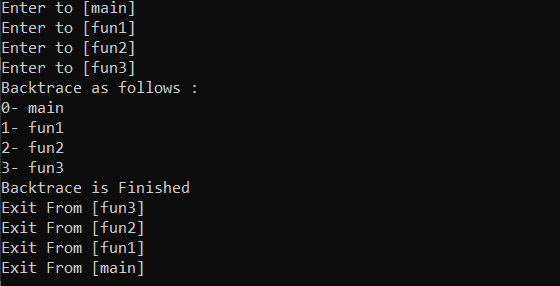 Enter to [main]
Enter to [fun1]
Enter to [fun2]
Enter to [fun3]
Backtrace as follows :
0- main
1- fun1
2- fun2
3- fun3
Backtrace is Finished
Exit From [fun3]
Exit From [fun2]
Exit From [fun1]
Exit From [main]